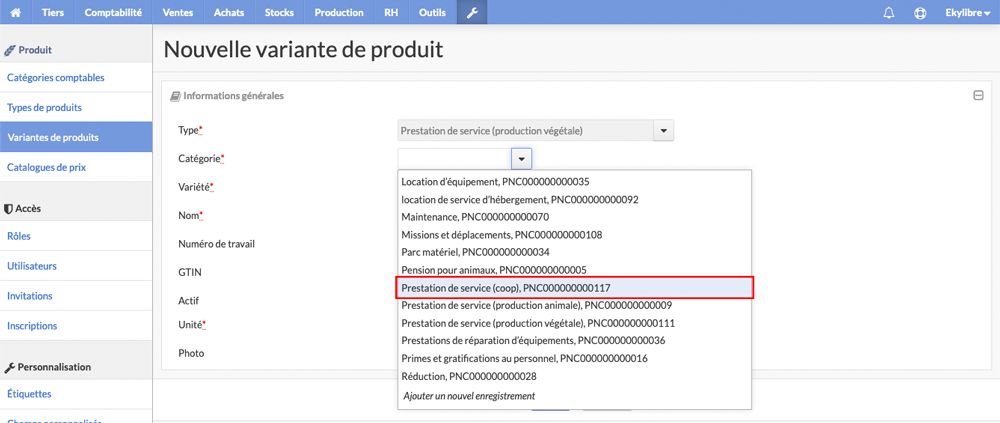 Tiers Comptabilité Ventes Achats Stocks Production RH Outils Ekylibre
Produit
Catégories comptables
Types de produits
Variantes de produits
Catalogues de prix
Accès
Rôles
Utilisateurs
Invitations
Inscriptions
Personnalisation
Étiquettes
Champs personnalisés
Nouvelle variante de produit
Informations générales
Type* Prestation de service (production végétale)
Catégorie*
Variété*
Nom*
Numéro de travail
GTIN
Actif
Unité*
Photo
Location d'équipement, PNC000000000035
location de service d'hébergement, PNC000000000092
Maintenance, PNC000000000070
Missions et déplacements, PNC000000000108
Parc matériel, PNC000000000034
Pension pour animaux, PNC000000000005
Prestation de service (coop), PNC000000000117
Prestation de service (production animale), PNC000000000009
Prestation de service (production végétale), PNC000000000111
Prestations de réparation d'équipements, PNC000000000036
Primes et gratifications au personnel, PNC000000000016
Réduction, PNC000000000028
Ajouter un nouvel enregistrement